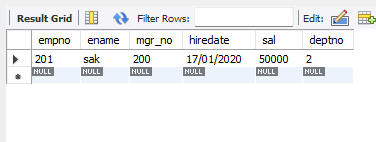 Result Grid Filter Rows: Edit:
empno ename mgr_no hiredate sal deptno
201 sak 200 17/01/2020 50000 2
NULL NULL NULL NULL NULL NULL